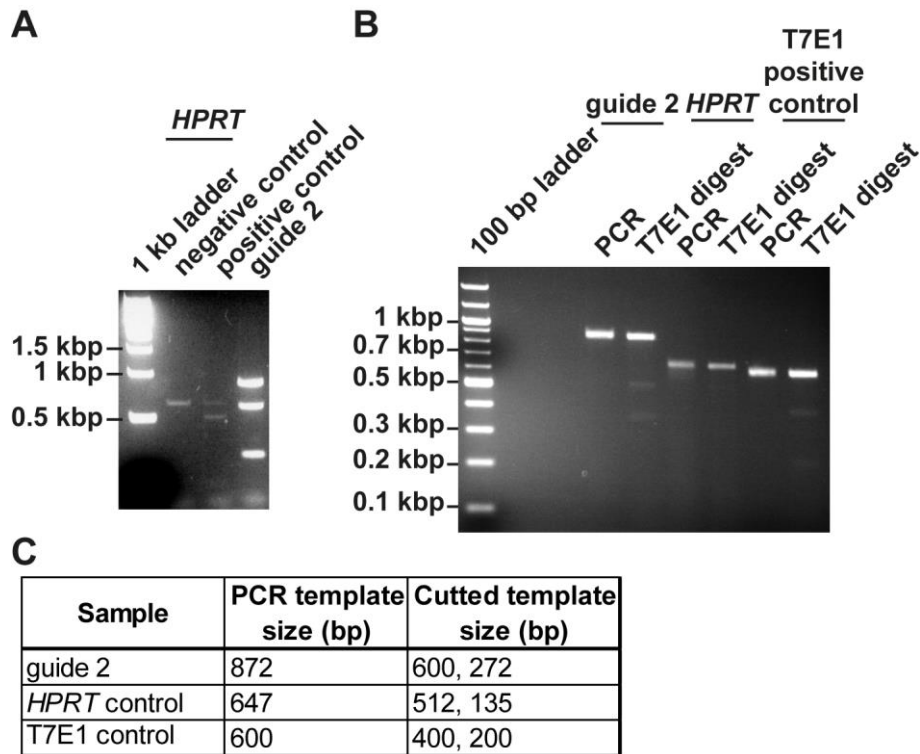 A
HPRT
1 kb ladder
negative control
positive control
guide 2
1.5 kbp
1 kbp
0.5 kbp
B
T7E1
positive
control
guide 2 HPRT
100 bp ladder
PCR
T7E1 digest
PCR
T7E1 digest
PCR
T7E1 digest
1 kbp
0.7 kbp
0.5 kbp
0.3 kbp
0.2 kbp
0.1 kbp
C
Sample PCR template size (bp) Cutted template size (bp)
guide 2 872 600, 272
HPRT control 647 512, 135
T7E1 control 600 400, 200